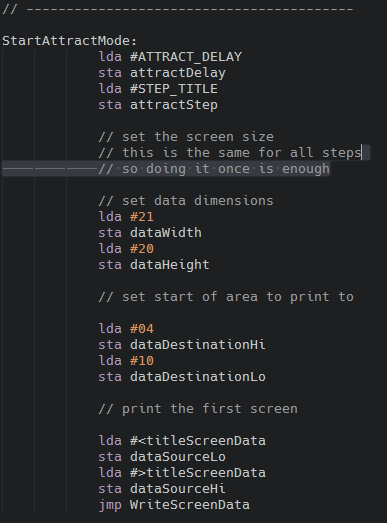 // -----------------------------------------
StartAttractMode:
lda #ATTRACT_DELAY
sta attractDelay
lda #STEP_TITLE
sta attractStep
// set the screen size
// this is the same for all steps
// so doing it once is enough
// set data dimensions
lda #21
sta dataWidth
lda #20
sta dataHeight
// set start of area to print to
lda #04
sta dataDestinationHi
lda #10
sta dataDestinationLo
// print the first screen
lda #<titleScreenData
sta dataSourceLo
lda #>titleScreenData
sta dataSourceHi
jmp WriteScreenData